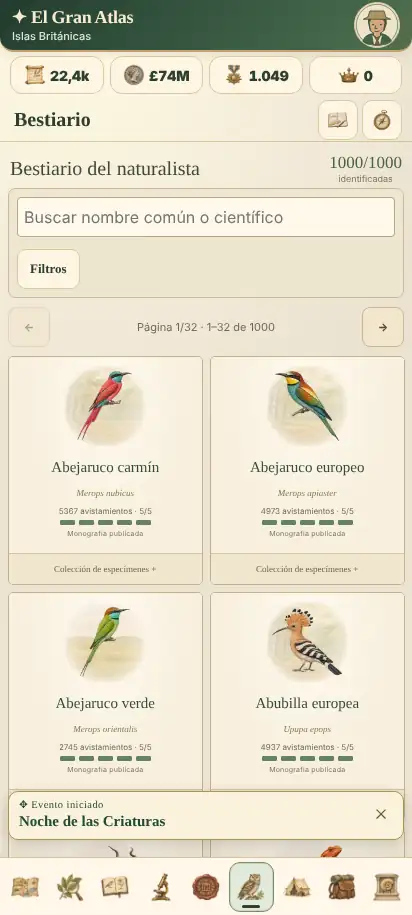 ✦ El Gran Atlas
Islas Británicas
22,4k
£74M
1.049
0
Bestiario
Bestiario del naturalista
1000/1000
identificadas
Buscar nombre común o científico
Filtros
←
Página 1/32 · 1–32 de 1000
→
Abejaruco carmín
Merops nubicus
5367 avistamientos · 5/5
Monografía publicada
Colección de especímenes +
Abejaruco europeo
Merops apiaster
4973 avistamientos · 5/5
Monografía publicada
Colección de especímenes +
Abejaruco verde
Merops orientalis
2745 avistamientos · 5/5
Monografía publicada
Abubilla europea
Upupa epops
4937 avistamientos · 5/5
Monografía publicada
✥ Evento iniciado
Noche de las Criaturas
×